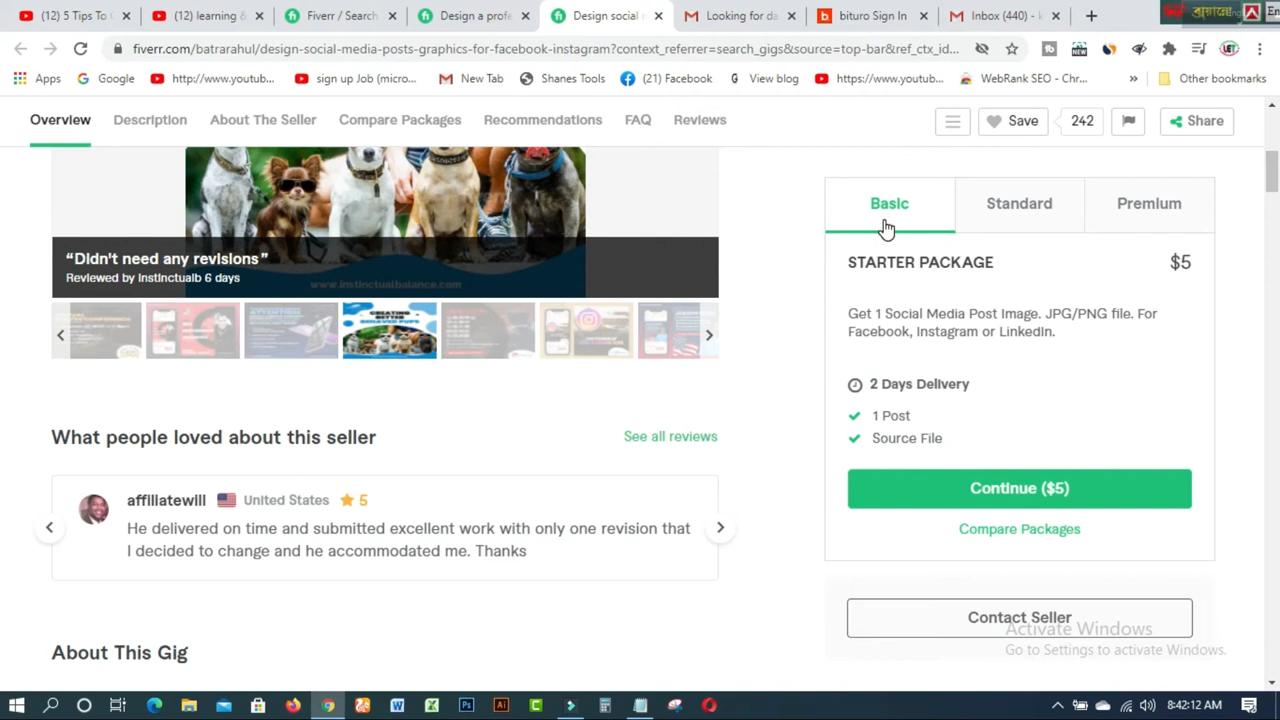 (12) 5 Tips To
(12) learning &
Fiverr / Search
Design a prof
Design social
Looking for da
bituro Sign In
Inbox (440) - k
fiverr.com/batrarahul/design-social-media-posts-graphics-for-facebook-instagram?context_referrer=search_gigs&source=top-bar&ref_ctx_id...
Apps
Google
http://www.youtub...
sign up Job (micro...
New Tab
Shanes Tools
(21) Facebook
View blog
https://www.youtub...
WebRank SEO - Chr...
»
Other bookmarks
Overview
Description
About The Seller
Compare Packages
Recommendations
FAQ
Reviews
Save
242
Share
“Didn't need any revisions”
Reviewed by Instinctualb 6 days
www.instinctualbalance.com
CREATING BETTER
BEHAVED PUPS
What people loved about this seller
See all reviews
affiliatewill
United States
5
He delivered on time and submitted excellent work with only one revision that
I decided to change and he accommodated me. Thanks
About This Gig
Basic
Standard
Premium
STARTER PACKAGE
$5
Get 1 Social Media Post Image. JPG/PNG file. For
Facebook, Instagram or LinkedIn.
2 Days Delivery
1 Post
Source File
Continue ($5)
Compare Packages
Contact Seller
Activate Windows
Go to Settings to activate Windows.
8:42:12 AM